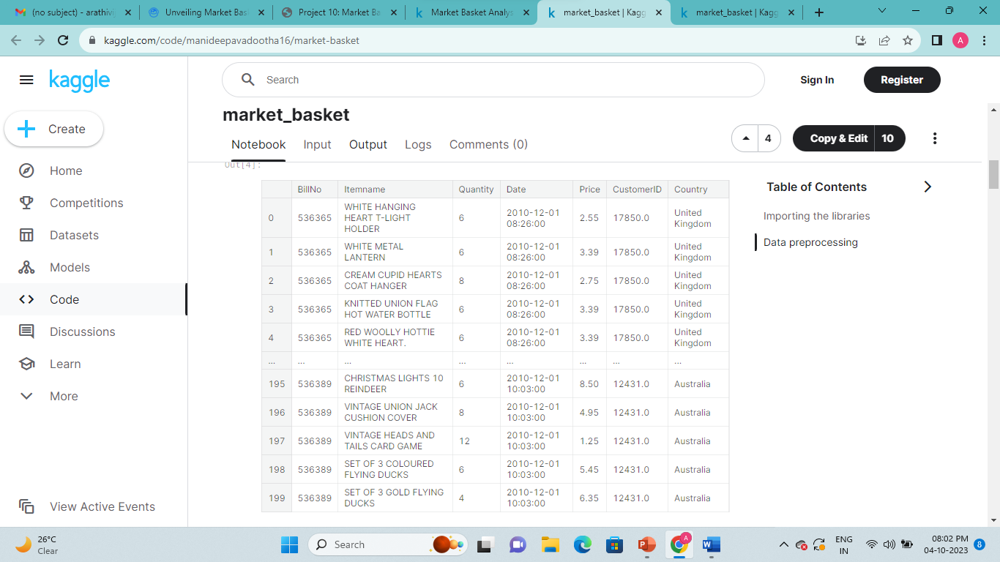 (no subject) - arathivij
Unveiling Market Bas
Project 10: Market Ba
Market Basket Analys
market_basket | Kagg
market_basket | Kagg
kaggle.com/code/manideepavadootha16/market-basket
A
kaggle
Search
Sign In
Register
market_basket
Create
Notebook Input Output Logs Comments (0)
4
Copy & Edit 10
Home
Competitions
Datasets
Models
Code
Discussions
Learn
More
View Active Events
Out[4]:
BillNo Itemname Quantity Date Price CustomerID Country
0 536365 WHITE HANGING HEART T-LIGHT HOLDER 6 2010-12-01 08:26:00 2.55 17850.0 United Kingdom
1 536365 WHITE METAL LANTERN 6 2010-12-01 08:26:00 3.39 17850.0 United Kingdom
2 536365 CREAM CUPID HEARTS COAT HANGER 8 2010-12-01 08:26:00 2.75 17850.0 United Kingdom
3 536365 KNITTED UNION FLAG HOT WATER BOTTLE 6 2010-12-01 08:26:00 3.39 17850.0 United Kingdom
4 536365 RED WOOLLY HOTTIE WHITE HEART. 6 2010-12-01 08:26:00 3.39 17850.0 United Kingdom
... ... ... ... ... ... ... ...
195 536389 CHRISTMAS LIGHTS 10 REINDEER 6 2010-12-01 10:03:00 8.50 12431.0 Australia
196 536389 VINTAGE UNION JACK CUSHION COVER 8 2010-12-01 10:03:00 4.95 12431.0 Australia
197 536389 VINTAGE HEADS AND TAILS CARD GAME 12 2010-12-01 10:03:00 1.25 12431.0 Australia
198 536389 SET OF 3 COLOURED FLYING DUCKS 6 2010-12-01 10:03:00 5.45 12431.0 Australia
199 536389 SET OF 3 GOLD FLYING DUCKS 4 2010-12-01 10:03:00 6.35 12431.0 Australia
Table of Contents
Importing the libraries
Data preprocessing
26°C
Clear
Search
A
ENG
IN
08:02 PM
04-10-2023
8